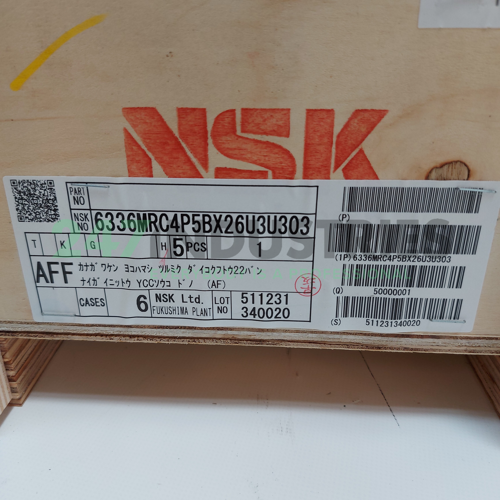 NSK
PART NO
NSK NO 6336MRC4P5BX26U3U303
T K G H 5PCS 1
AFF カナガワケン ヨコハマシ ツルミク ダイコクフトウ22バン
ナイガイニットウ YCCソウコ ドノ (AF)
CASES 6 NSK Ltd. FUKUSHIMA PLANT LOT NO 511231 340020
(P)
(1P) 6336MRC4P5BX26U3U303
(Q) 50000001
(S) 511231340020
INDUSTRIES